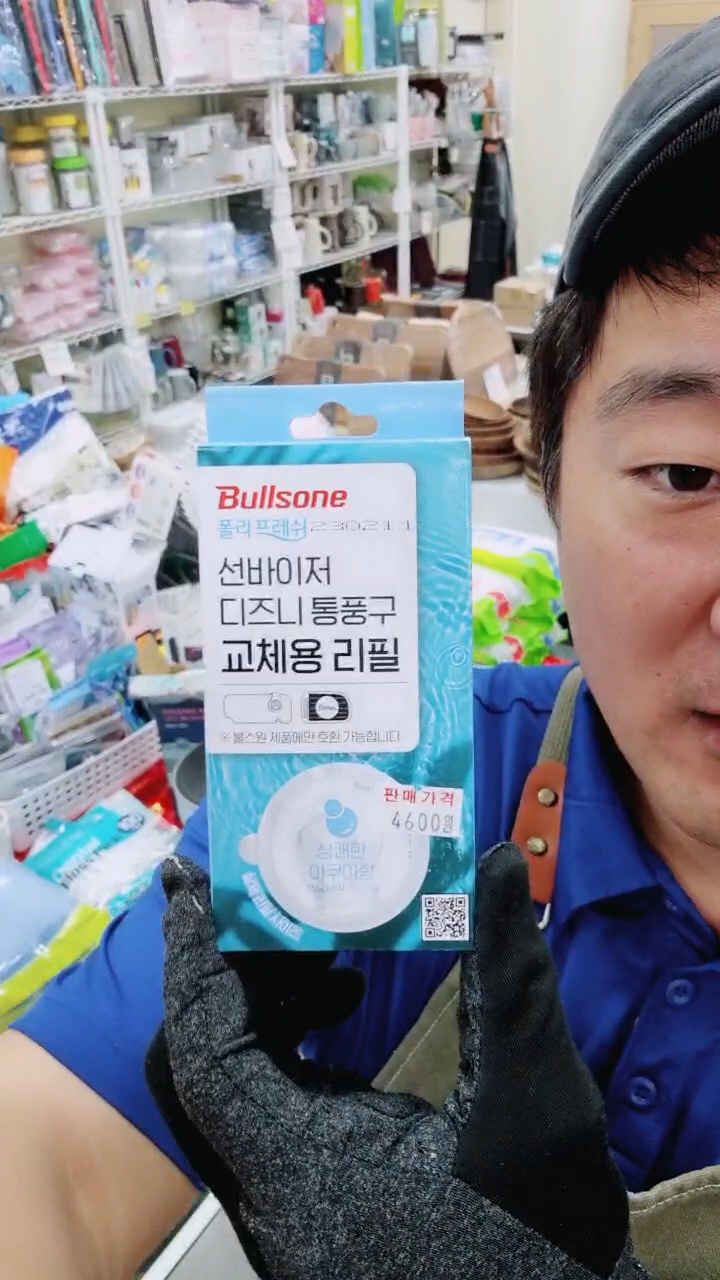 Bullsone
폴라프레쉬 230211
선바이저
디즈니 통풍구
교체용 리필
※ 불스원 제품에만 호환 가능합니다
판매가격
4600원
상쾌한
아쿠아향